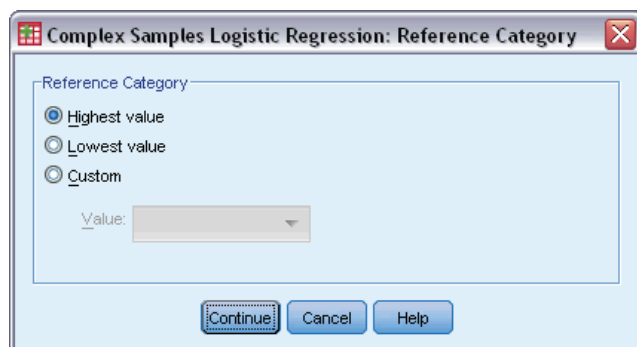 Complex Samples Logistic Regression: Reference Category
Reference Category
Highest value
Lowest value
Custom
Value:
Continue Cancel Help